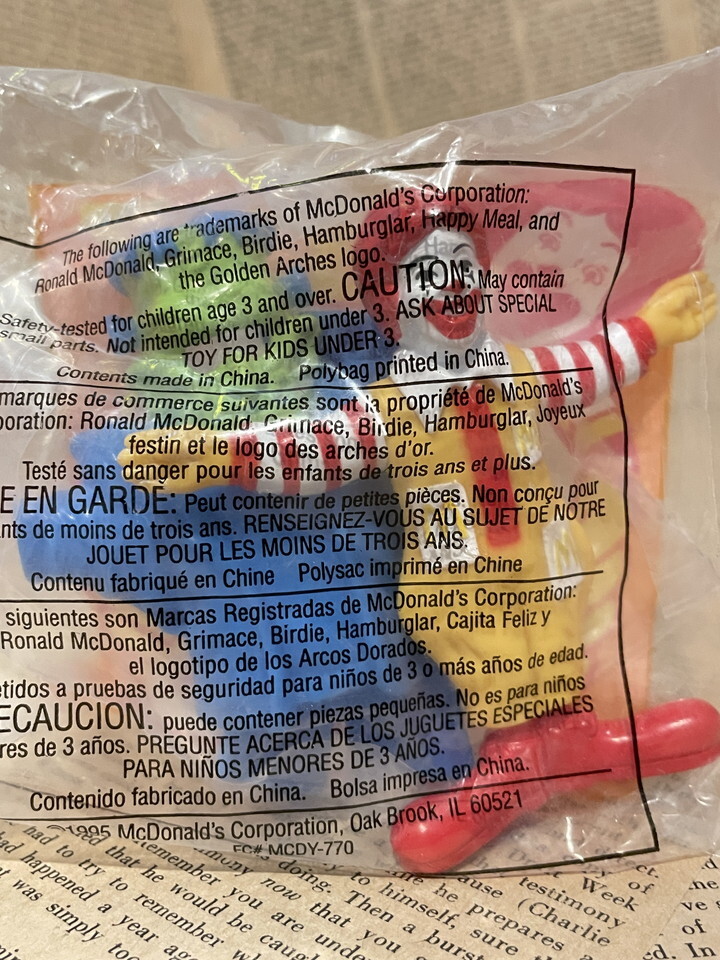 The following are trademarks of McDonald's Corporation:
Ronald McDonald, Grimace, Birdie, Hamburglar, Happy Meal, and
the Golden Arches logo.
CAUTION: May contain
Safety-tested for children age 3 and over.
small parts. Not intended for children under 3. ASK ABOUT SPECIAL
TOY FOR KIDS UNDER 3.
Contents made in China. Polybag printed in China.
marques de commerce suivantes sont la propriété de McDonald's
poration: Ronald McDonald, Grimace, Birdie, Hamburglar, Joyeux
festin et le logo des arches d'or.
Testé sans danger pour les enfants de trois ans et plus.
E EN GARDE: Peut contenir de petites pièces. Non conçu pour
nts de moins de trois ans. RENSEIGNEZ-VOUS AU SUJET DE NOTRE
JOUET POUR LES MOINS DE TROIS ANS.
Contenu fabriqué en Chine Polysac imprimé en Chine
siguientes son Marcas Registradas de McDonald's Corporation:
Ronald McDonald, Grimace, Birdie, Hamburglar, Cajita Feliz y
el logotipo de los Arcos Dorados.
etidos a pruebas de seguridad para niños de 3 o más años de edad.
ECAUCION: puede contener piezas pequeñas. No es para niños
res de 3 años. PREGUNTE ACERCA DE LOS JUGUETES ESPECIALES
PARA NIÑOS MENORES DE 3 AÑOS.
Contenido fabricado en China. Bolsa impresa en China.
©1995 McDonald's Corporation, Oak Brook, IL 60521
FC# MCDY-770